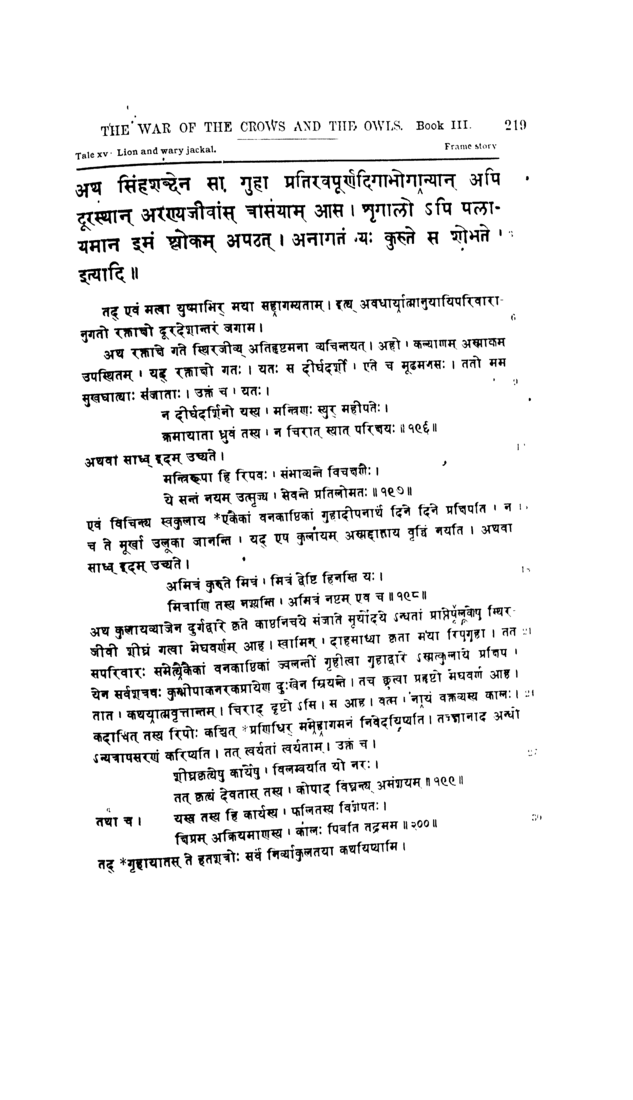 THE WAR OF THE CROWS AND THE OWLS. Book III. 219
Tale xv: Lion and wary jackal. Frame story
अथ सिंहशब्देन सा गुहा प्रतिरवपूर्णदिगाभोगान्यान् अपि
दूरस्थान् अरण्यजीवांस् त्रासयाम् आस। शृगालो ऽपि पला-
यमान इमं श्लोकम् अपठत्। अनागतं यः कुरुते स शोभते ।
इत्यादि॥
तद् एवं मत्वा युष्माभिर् मया सहागम्यताम्। इत्य् अवधार्यात्मानुयायिपरिवारा-
नुगतो रक्ताक्षो दूरदेशान्तरं जगाम। 6
अथ रक्ताक्षे गते स्थिरजीव्य् अतिहृष्टमना व्यचिन्तयत्। अहो। कल्याणम् अस्माकम्
उपस्थितम्। यद् रक्ताक्षो गतः। यतः स दीर्घदर्शी। एते च मूढमनसः। ततो मम
सुखघात्याः संजाताः। उक्तं च। यतः। 9
न दीर्घदर्शिनो यस्य। मन्त्रिणः स्युर् महीपतेः।
क्रमायाता ध्रुवं तस्य। न चिरात् स्यात् परिक्षयः॥१९६॥
अथवा साध्व् इदम् उच्यते।
मन्त्रिरूपा हि रिपवः। संभाव्यन्ते विचक्षणैः।
ये सन्तं नयम् उत्सृज्य। सेवन्ते प्रतिलोमतः॥१९७॥
एवं विचिन्त्य स्वकुलाय *एकैकां वनकाष्ठिकां गुहादीपनार्थं दिने दिने प्रक्षिपति। न
च ते मूर्खा उलूका जानन्ति। यद् एष कुलायम् अस्मद्दाहाय वृद्धिं नयति। अथवा
साध्व् इदम् उच्यते।
अमित्रं कुरुते मित्रं। मित्रं द्वेष्टि हिनस्ति यः।
मित्राणि तस्य नश्यन्ति। अमित्रं नष्टम् एव च॥१९८॥
अथ कुलायव्याजेन दुर्गद्वारे कृते काष्ठनिचये संजाते सूर्योदये ऽन्धतां प्राप्तेषूलूकेषु स्थिर-
जीवी शीघ्रं गत्वा मेघवर्णम् आह। स्वामिन्। दाहसाध्या कृता मया रिपुगुहा। तत् 21
सपरिवारः समेत्यैकैकां वनकाष्ठिकां ज्वलन्तीं गृहीत्वा गुहाद्वारे ऽस्मत्कुलाये प्रक्षिप।
येन सर्वशत्रवः कुम्भीपाकनरकप्रायेण दुःखेन म्रियन्ते। तच् छ्रुत्वा प्रहृष्टो मेघवर्ण आह।
तात। कथयात्मवृत्तान्तम्। चिराद् दृष्टो ऽसि। स आह। वत्स। नायं वक्तव्यस्य कालः।
कदाचित् तस्य रिपोः कश्चित् *प्रणिधिर् ममेहागमनं निवेदयिष्यति। तज्ज्ञानाद् अन्धो
ऽन्यत्रापसरणं करिष्यति। तत् त्वर्यतां त्वर्यताम्। उक्तं च। 27
शीघ्रकृत्येषु कार्येषु। विलम्बयति यो नरः।
तत् कृत्यं देवतास् तस्य। कोपाद् विघ्नन्त्य् असंशयम्॥१९९॥
तथा च। यस्य तस्य हि कार्यस्य। फलितस्य विशेषतः। 30
क्षिप्रम् अक्रियमाणस्य। कालः पिबति तद्रसम्॥२००॥
तद् *गृहायातस् ते हतशत्रोः सर्वं निर्व्याकुलतया कथयिष्यामि।